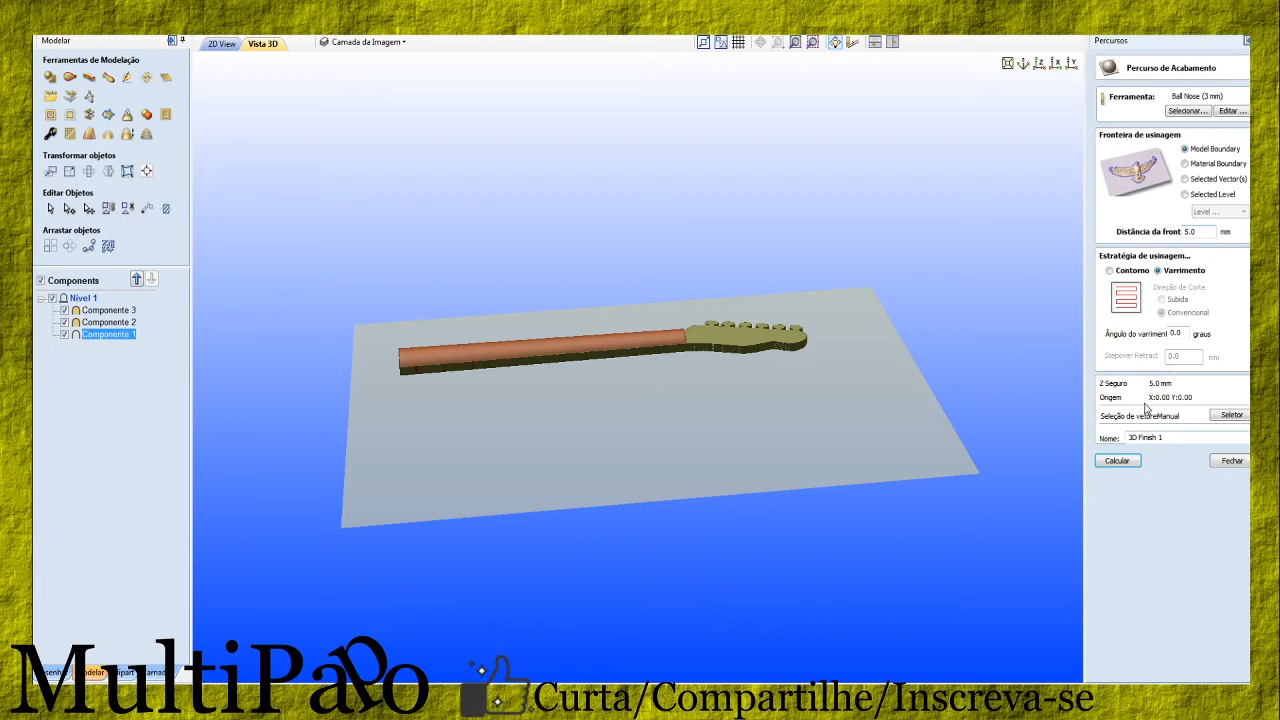 Modelar
2D View
Vista 3D
Camada da Imagem
Percursos
Ferramentas de Modelação
Transformar objetos
Editar Objetos
Arrastar objetos
Components
Nivel 1
Componente 3
Componente 2
Componente 1
Percurso de Acabamento
Ferramenta: Ball Nose (3 mm)
Selecionar... Editar ...
Fronteira de usinagem
Model Boundary
Material Boundary
Selected Vector(s)
Selected Level
Level ...
Distância da front 5.0 mm
Estratégia de usinagem...
Contorno Varrimento
Direção de Corte
Subida
Convencional
Ângulo do varriment 0.0 graus
Stepover Retract 0.0 mm
Z Seguro 5.0 mm
Origem X:0.00 Y:0.00
Seleção de vetoreManual Seletor
Nome: 3D Finish 1
Calcular Fechar
Curta/Compartilhe/Inscreva-se